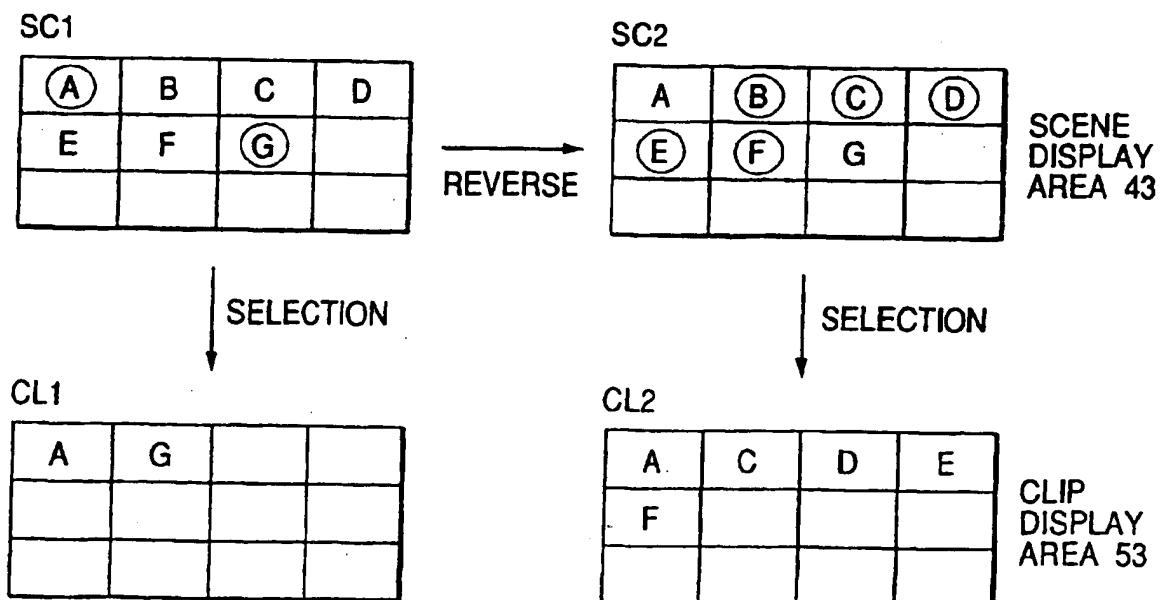 SC1
A B C D
E F G
REVERSE
SC2
A B C D
E F G
SCENE
DISPLAY
AREA 43
SELECTION
SELECTION
CL1
A G
CL2
A C D E
F
CLIP
DISPLAY
AREA 53